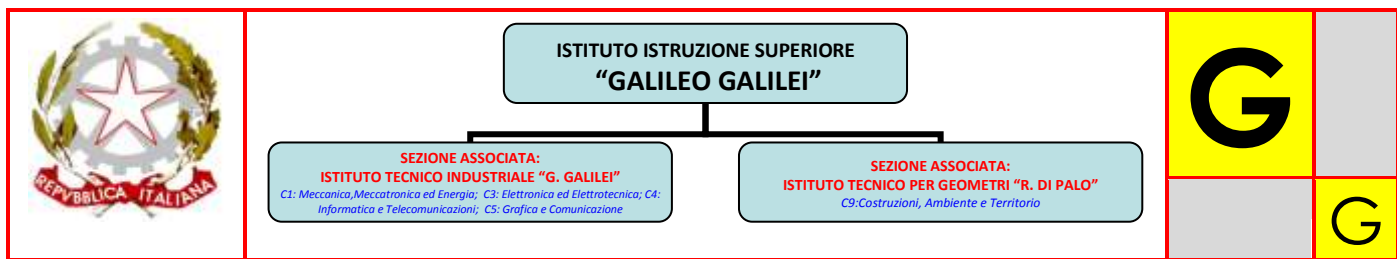 ISTITUTO ISTRUZIONE SUPERIORE
“GALILEO GALILEI”
SEZIONE ASSOCIATA:
ISTITUTO TECNICO INDUSTRIALE “G. GALILEI”
C1: Meccanica,Meccatronica ed Energia; C3: Elettronica ed Elettrotecnica; C4:
Informatica e Telecomunicazioni; C5: Grafica e Comunicazione
SEZIONE ASSOCIATA:
ISTITUTO TECNICO PER GEOMETRI “R. DI PALO”
C9:Costruzioni, Ambiente e Territorio
REPVBBLICA ITALIANA
G
G